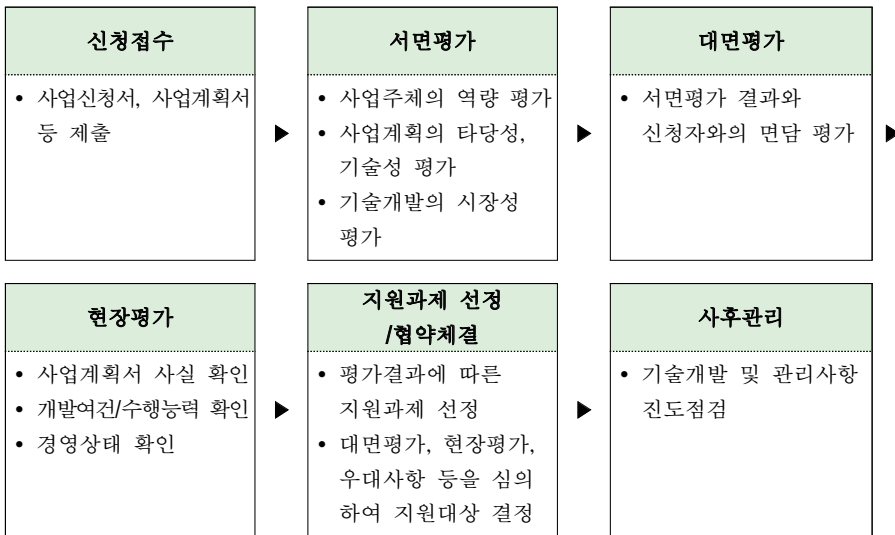 신청접수
• 사업신청서, 사업계획서
등 제출
▶
서면평가
• 사업주체의 역량 평가
• 사업계획의 타당성,
기술성 평가
• 기술개발의 시장성
평가
▶
대면평가
• 서면평가 결과와
신청자와의 면담 평가
▶
현장평가
• 사업계획서 사실 확인
• 개발여건/수행능력 확인
• 경영상태 확인
▶
지원과제 선정
/협약체결
• 평가결과에 따른
지원과제 선정
• 대면평가, 현장평가,
우대사항 등을 심의
하여 지원대상 결정
▶
사후관리
• 기술개발 및 관리사항
진도점검